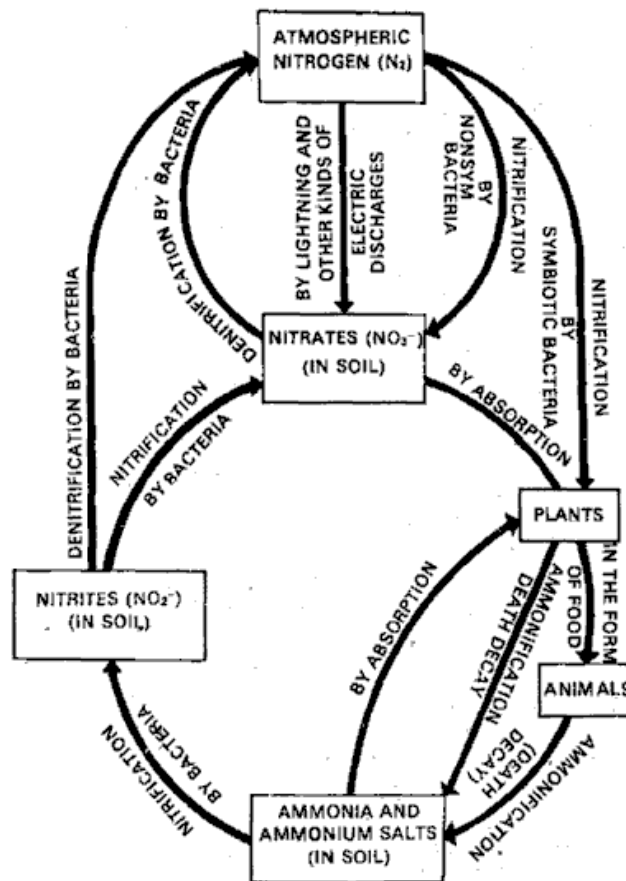 ATMOSPHERIC
NITROGEN (N₂)
DENITRIFICATION BY BACTERIA
DENITRIFICATION BY BACTERIA
BY LIGHTNING AND
OTHER KINDS OF
ELECTRIC
DISCHARGES
NITRIFICATION
BY
NONSYM
BACTERIA
NITRIFICATION
BY
SYMBIOTIC BACTERIA
NITRATES (NO₃⁻)
(IN SOIL)
NITRIFICATION
BY BACTERIA
BY ABSORPTION
PLANTS
NITRITES (NO₂⁻)
(IN SOIL)
BY ABSORPTION
AMMONIFICATION
DEATH DECAY
IN THE FORM
OF FOOD
ANIMALS
NITRIFICATION
BY BACTERIA
AMMONIFICATION
(DEATH
DECAY)
AMMONIA AND
AMMONIUM SALTS
(IN SOIL)